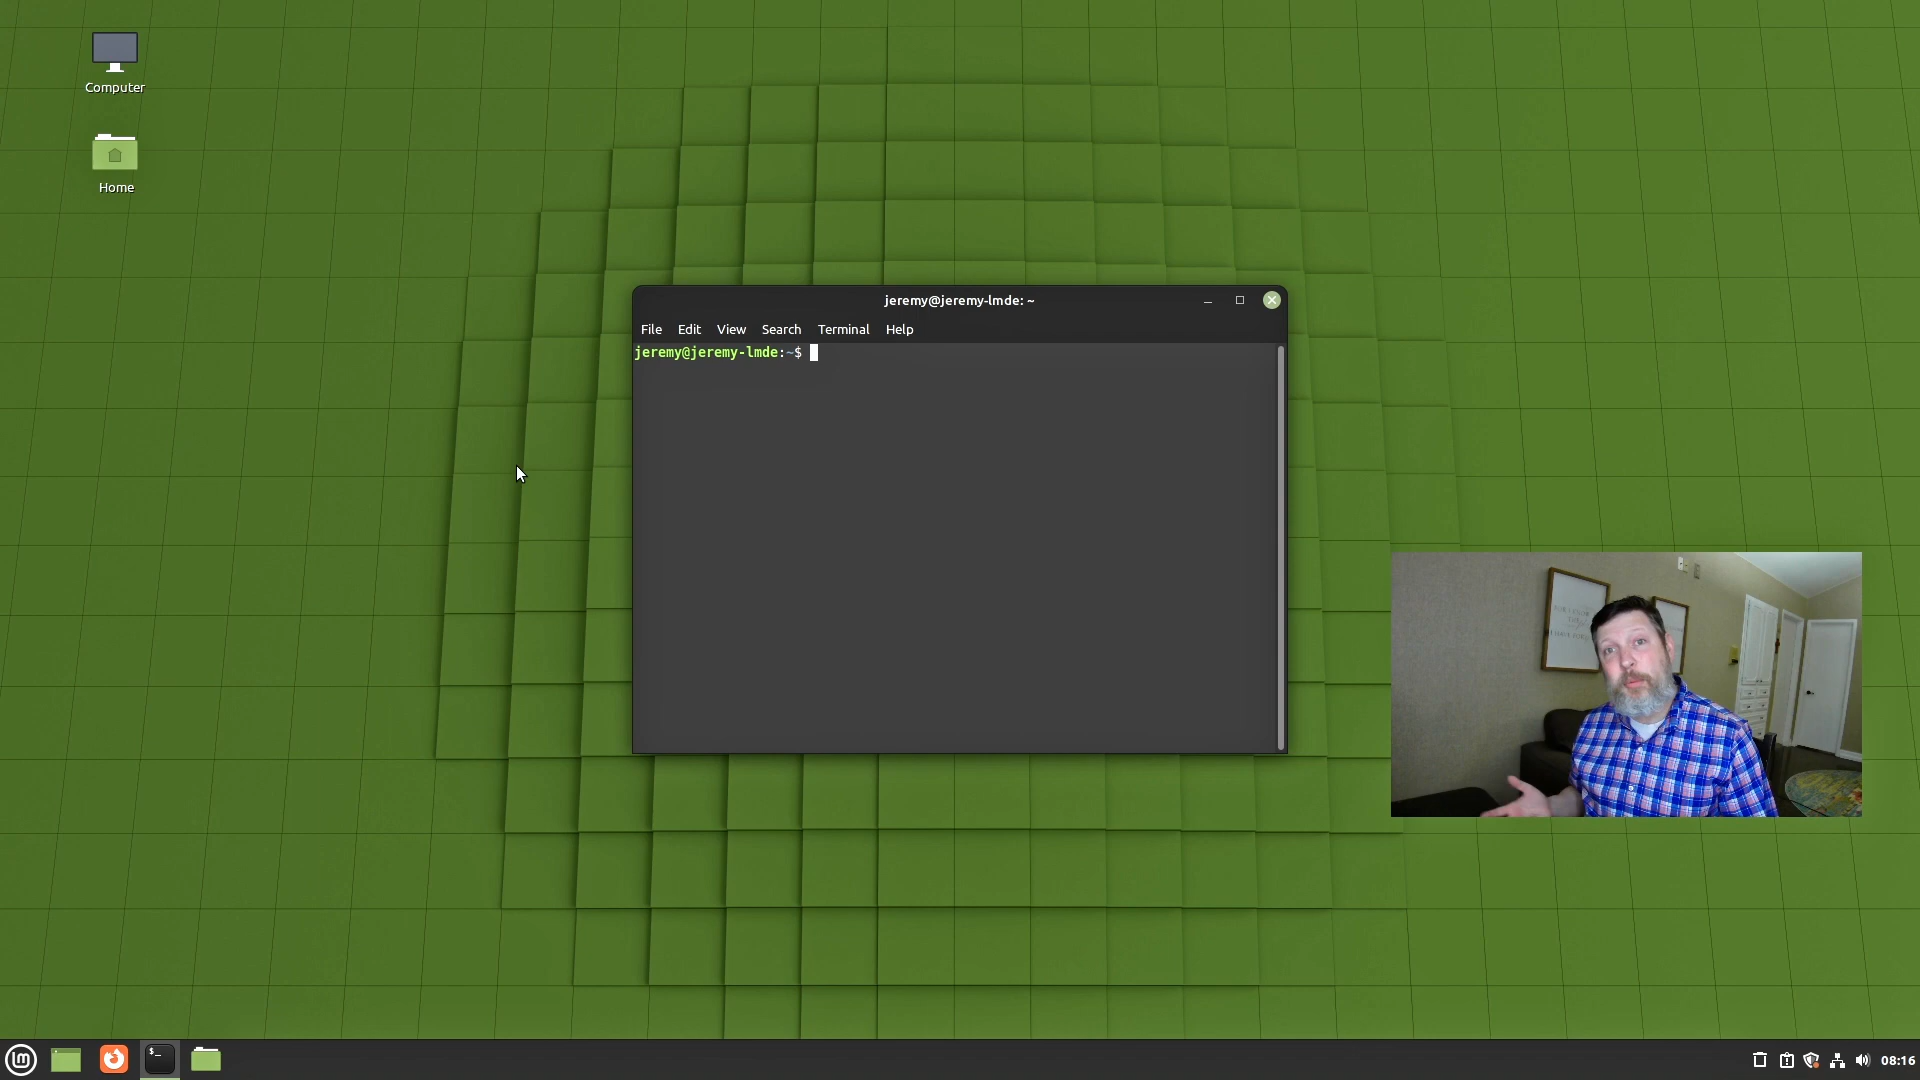 Computer
Home
jeremy@jeremy-lmde: ~
File Edit View Search Terminal Help
jeremy@jeremy-lmde:~$
$_
08:16